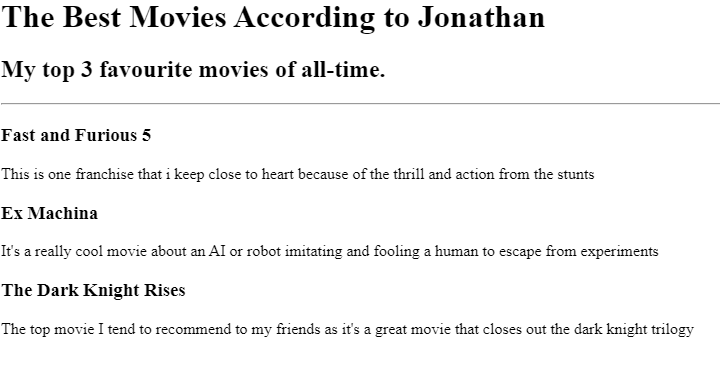 The Best Movies According to Jonathan
My top 3 favourite movies of all-time.
Fast and Furious 5
This is one franchise that i keep close to heart because of the thrill and action from the stunts
Ex Machina
It's a really cool movie about an AI or robot imitating and fooling a human to escape from experiments
The Dark Knight Rises
The top movie I tend to recommend to my friends as it's a great movie that closes out the dark knight trilogy